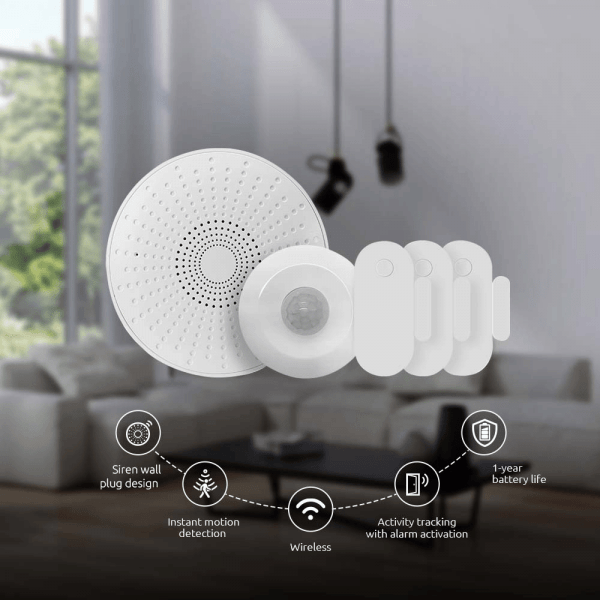 Siren wall
plug design
Instant motion
detection
Wireless
Activity tracking
with alarm activation
1-year
battery life